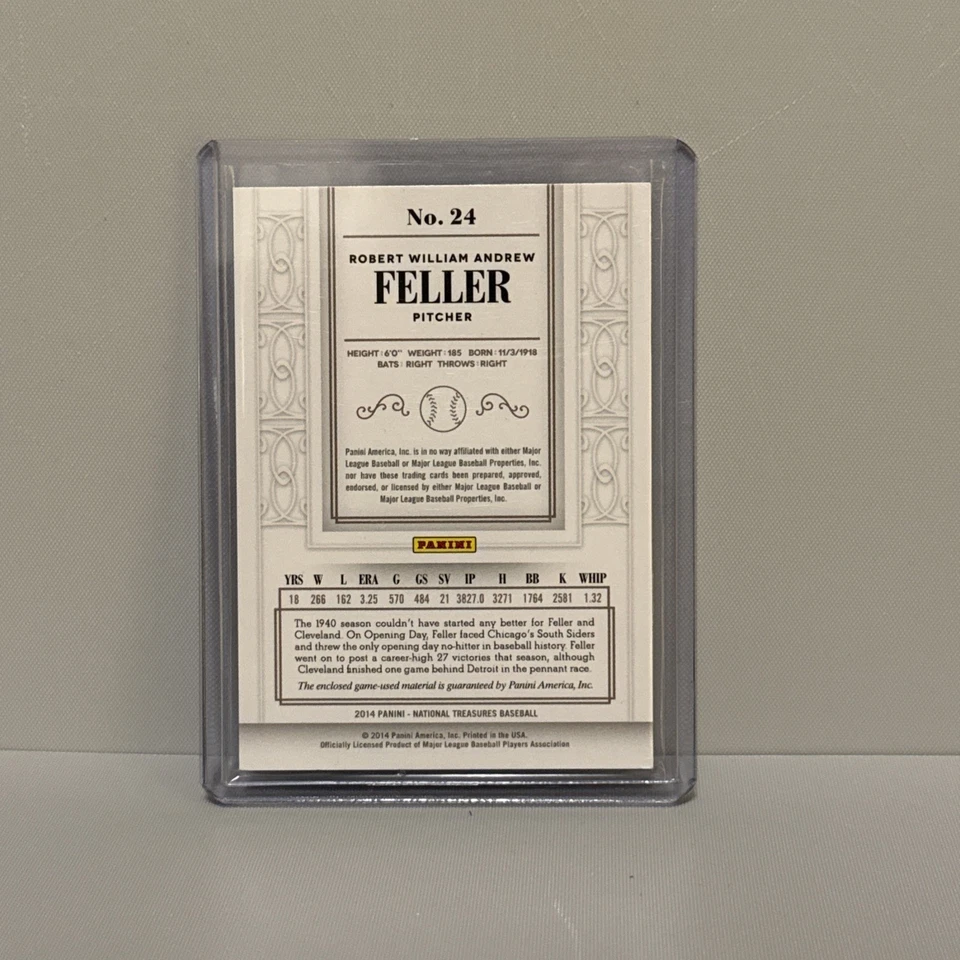 No. 24
ROBERT WILLIAM ANDREW
FELLER
PITCHER
HEIGHT: 6'0" WEIGHT: 185 BORN: 11/3/1918
BATS: RIGHT THROWS: RIGHT
Panini America, Inc. is in no way affiliated with either Major
League Baseball or Major League Baseball Properties, Inc.
nor have these trading cards been prepared, approved,
endorsed, or licensed by either Major League Baseball or
Major League Baseball Properties, Inc.
PANINI
YRS W L ERA G GS SV IP H BB K WHIP
18 266 162 3.25 570 484 21 3827.0 3271 1764 2581 1.32
The 1940 season couldn't have started any better for Feller and
Cleveland. On Opening Day, Feller faced Chicago's South Siders
and threw the only opening day no-hitter in baseball history. Feller
went on to post a career-high 27 victories that season, although
Cleveland finished one game behind Detroit in the pennant race.
The enclosed game-used material is guaranteed by Panini America, Inc.
2014 PANINI - NATIONAL TREASURES BASEBALL
© 2014 Panini America, Inc. Printed in the USA.
Officially Licensed Product of Major League Baseball Players Association